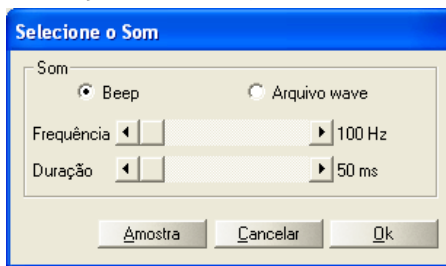 Selecione o Som
Som
Beep Arquivo wave
Frequência 100 Hz
Duração 50 ms
Amostra Cancelar Ok